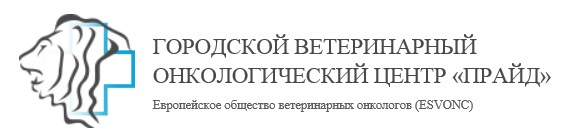 ГОРОДСКОЙ ВЕТЕРИНАРНЫЙ
ОНКОЛОГИЧЕСКИЙ ЦЕНТР «ПРАЙД»
Европейское общество ветеринарных онкологов (ESVONC)